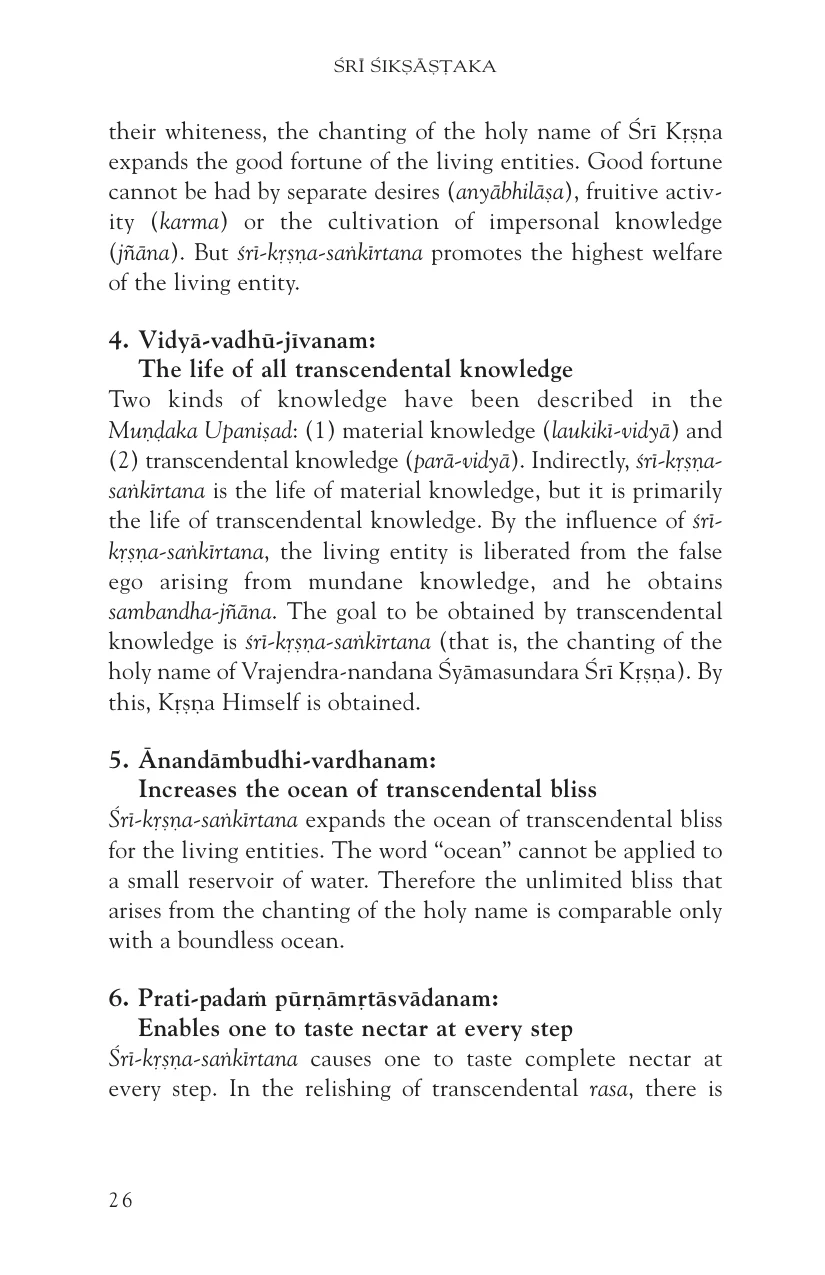 ŚRĪ ŚIKṢĀṢṬAKA
their whiteness, the chanting of the holy name of Śrī Kṛṣṇa
expands the good fortune of the living entities. Good fortune
cannot be had by separate desires (anyābhilāṣa), fruitive activ-
ity (karma) or the cultivation of impersonal knowledge
(jñāna). But śrī-kṛṣṇa-saṅkīrtana promotes the highest welfare
of the living entity.
4. Vidyā-vadhū-jīvanam:
The life of all transcendental knowledge
Two kinds of knowledge have been described in the
Muṇḍaka Upaniṣad: (1) material knowledge (laukikī-vidyā) and
(2) transcendental knowledge (parā-vidyā). Indirectly, śrī-kṛṣṇa-
saṅkīrtana is the life of material knowledge, but it is primarily
the life of transcendental knowledge. By the influence of śrī-
kṛṣṇa-saṅkīrtana, the living entity is liberated from the false
ego arising from mundane knowledge, and he obtains
sambandha-jñāna. The goal to be obtained by transcendental
knowledge is śrī-kṛṣṇa-saṅkīrtana (that is, the chanting of the
holy name of Vrajendra-nandana Śyāmasundara Śrī Kṛṣṇa). By
this, Kṛṣṇa Himself is obtained.
5. Ānandāmbudhi-vardhanam:
Increases the ocean of transcendental bliss
Śrī-kṛṣṇa-saṅkīrtana expands the ocean of transcendental bliss
for the living entities. The word “ocean” cannot be applied to
a small reservoir of water. Therefore the unlimited bliss that
arises from the chanting of the holy name is comparable only
with a boundless ocean.
6. Prati-padaṁ pūrṇāmṛtāsvādanam:
Enables one to taste nectar at every step
Śrī-kṛṣṇa-saṅkīrtana causes one to taste complete nectar at
every step. In the relishing of transcendental rasa, there is
26